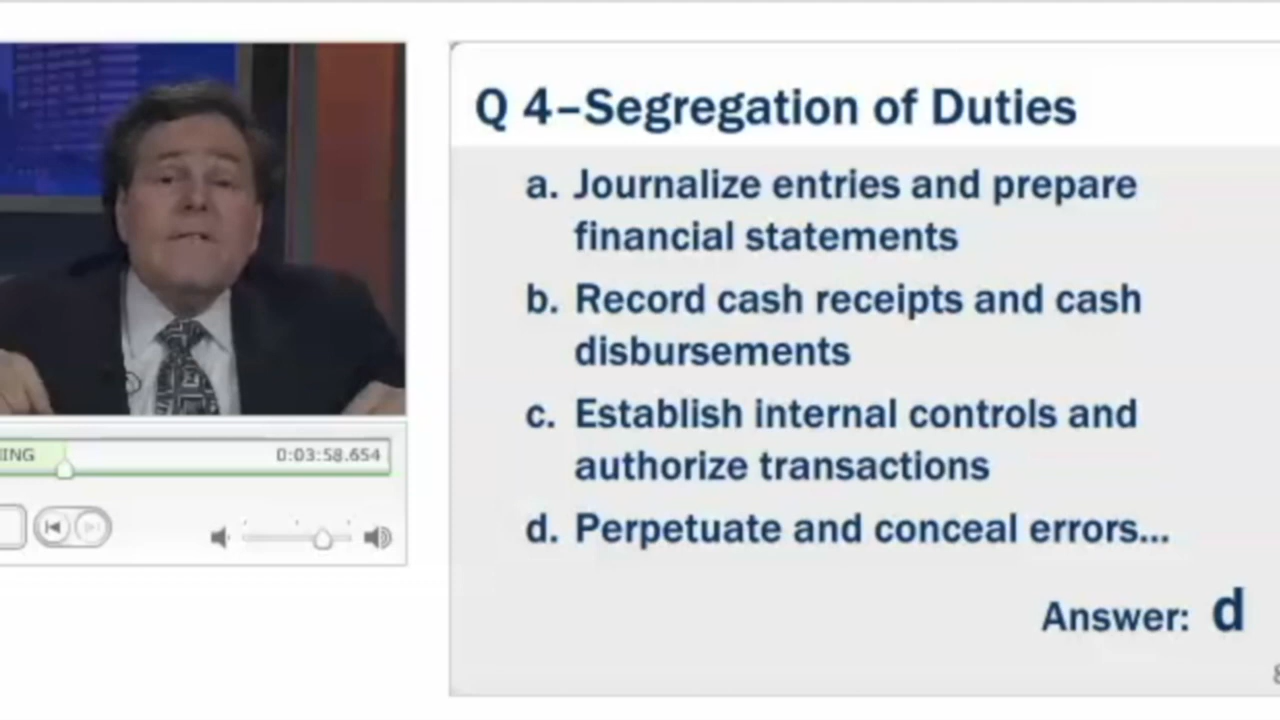 Q 4–Segregation of Duties
a. Journalize entries and prepare
financial statements
b. Record cash receipts and cash
disbursements
c. Establish internal controls and
authorize transactions
d. Perpetuate and conceal errors...
Answer: d
ING
0:03:58.654